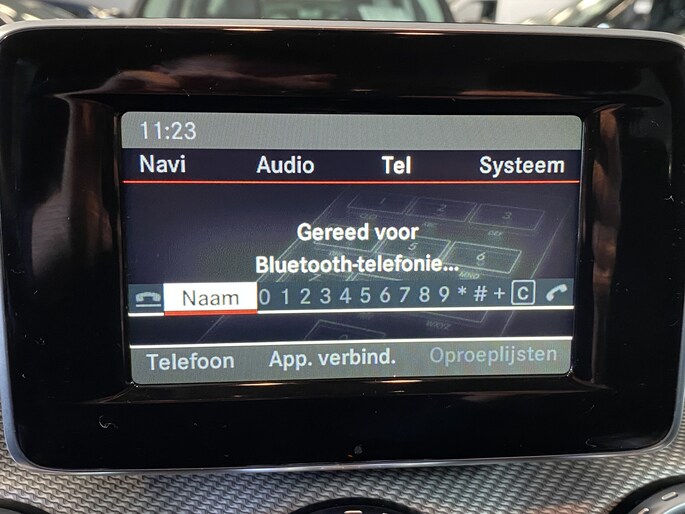 11:23
Navi Audio Tel Systeem
Gereed voor
Bluetooth-telefonie...
Naam 0 1 2 3 4 5 6 7 8 9 * # + C
Telefoon App. verbind. Oproeplijsten